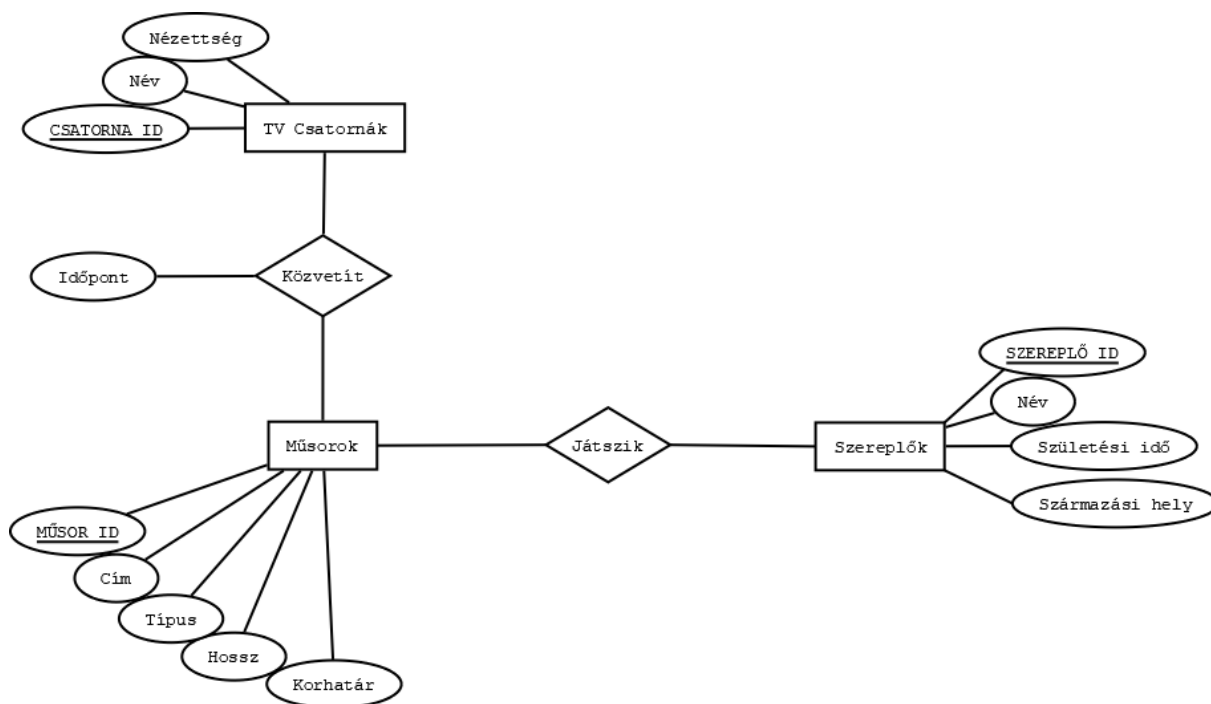 Nézettség
Név
CSATORNA ID
TV Csatornák
Időpont
Közvetít
SZEREPLŐ ID
Név
Műsorok
Játszik
Szereplők
Születési idő
Származási hely
MŰSOR ID
Cím
Típus
Hossz
Korhatár